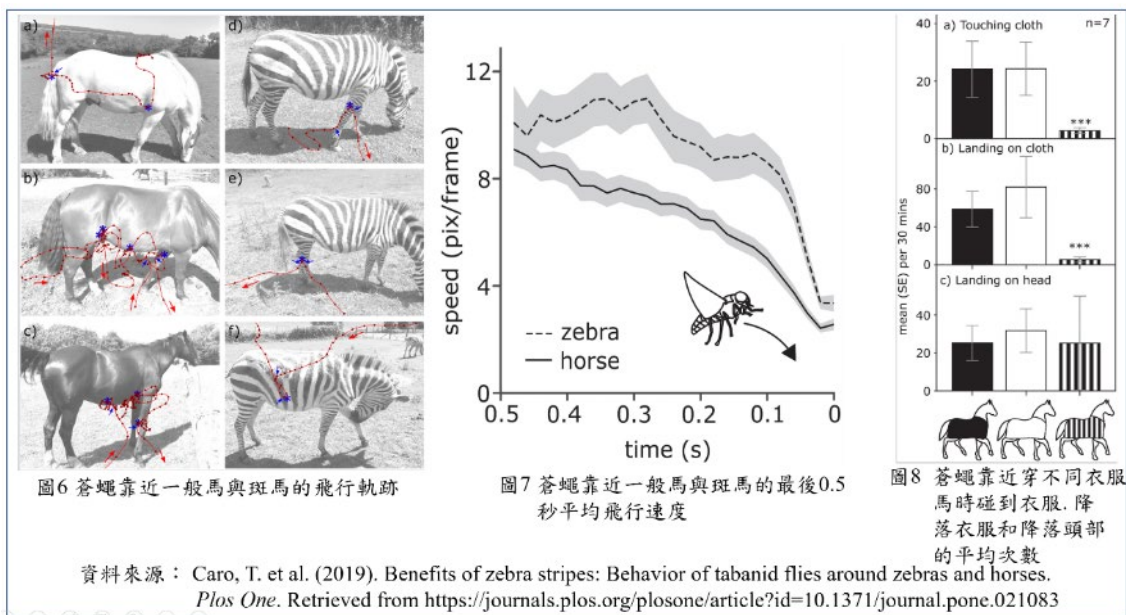 a)
b)
c)
d)
e)
f)
圖6 蒼蠅靠近一般馬與斑馬的飛行軌跡
12
8
4
0
speed (pix/frame)
zebra
horse
0.5
0.4
0.3
0.2
0.1
0
time (s)
圖7 蒼蠅靠近一般馬與斑馬的最後0.5
秒平均飛行速度
mean (SE) per 30 mins
a) Touching cloth
n=7
40
20
0
***
b) Landing on cloth
80
40
0
***
c) Landing on head
40
20
0
圖8 蒼蠅靠近穿不同衣服
馬時碰到衣服. 降
落衣服和降落頭部
的平均次數
資料來源： Caro, T. et al. (2019). Benefits of zebra stripes: Behavior of tabanid flies around zebras and horses.
Plos One. Retrieved from https://journals.plos.org/plosone/article?id=10.1371/journal.pone.021083